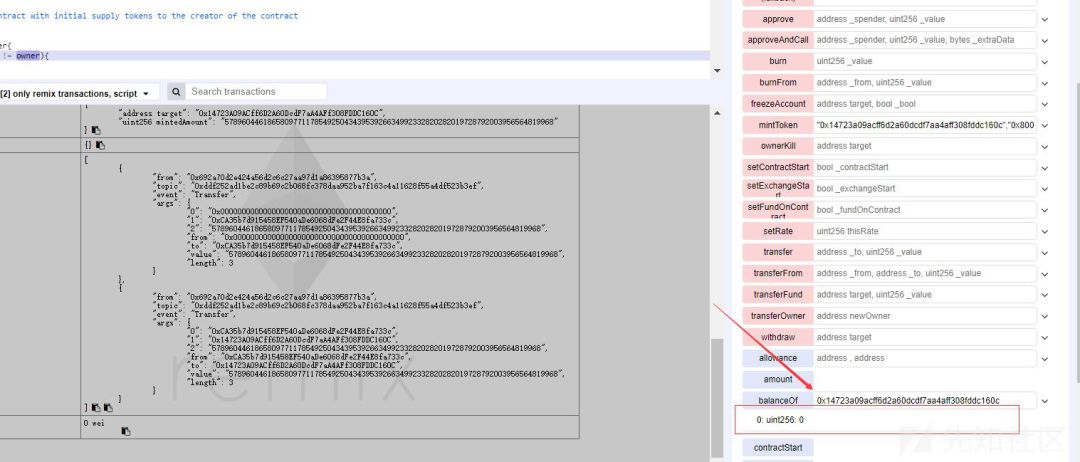 ntract with initial supply tokens to the creator of the contract
er{
!= owner){
[2] only remix transactions, script
Search transactions
"address target": "0x14723A09ACff6D2A60DcdF7aA4AFf308FDDC160C",
"uint256 mintedAmount": "57896044618658097711785492504343953926634992332820282019728792003956564819968"
}
{}
[
{
"from": "0x692a70d2e424a56d2c6c27aa97d1a86395877b3a",
"topic": "0xddf252ad1be2c89b69c2b068fc378daa952ba7f163c4a11628f55a4df523b3ef",
"event": "Transfer",
"args": {
"0": "0x0000000000000000000000000000000000000000",
"1": "0xCA35b7d915458EF540aDe6068dFe2F44E8fa733c",
"2": "57896044618658097711785492504343953926634992332820282019728792003956564819968",
"from": "0x0000000000000000000000000000000000000000",
"to": "0xCA35b7d915458EF540aDe6068dFe2F44E8fa733c",
"value": "57896044618658097711785492504343953926634992332820282019728792003956564819968",
"length": 3
}
},
{
"from": "0x692a70d2e424a56d2c6c27aa97d1a86395877b3a",
"topic": "0xddf252ad1be2c89b69c2b068fc378daa952ba7f163c4a11628f55a4df523b3ef",
"event": "Transfer",
"args": {
"0": "0xCA35b7d915458EF540aDe6068dFe2F44E8fa733c",
"1": "0x14723A09ACff6D2A60DcdF7aA4AFf308FDDC160C",
"2": "57896044618658097711785492504343953926634992332820282019728792003956564819968",
"from": "0xCA35b7d915458EF540aDe6068dFe2F44E8fa733c",
"to": "0x14723A09ACff6D2A60DcdF7aA4AFf308FDDC160C",
"value": "57896044618658097711785492504343953926634992332820282019728792003956564819968",
"length": 3
}
]
0 wei
remix
approve address _spender, uint256 _value
approveAndCall address _spender, uint256 _value, bytes _extraData
burn uint256 _value
burnFrom address _from, uint256 _value
freezeAccount address target, bool _bool
mintToken "0x14723a09acff6d2a60dcdf7aa4aff308fddc160c","0x800
ownerKill address target
setContractStart bool _contractStart
setExchangeStart bool _exchangeStart
setFundOnContract bool _fundOnContract
setRate uint256 thisRate
transfer address _to, uint256 _value
transferFrom address _from, address _to, uint256 _value
transferFund address target, uint256 _value
transferOwner address newOwner
withdraw address target
allowance address , address
amount
balanceOf 0x14723a09acff6d2a60dcdf7aa4aff308fddc160c
0: uint256: 0
contractStart
先知社区